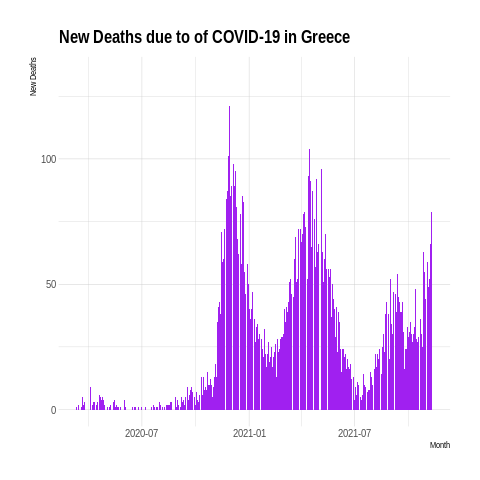 New Deaths due to of COVID-19 in Greece
New Deaths
100
50
0
2020-07
2021-01
2021-07
Month